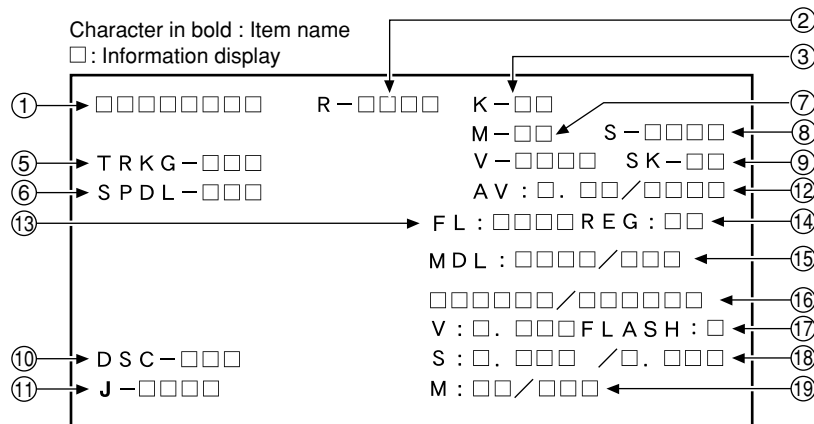 Character in bold : Item name
□ : Information display
② 
③
① □□□□□□□□ R－□□□□ K－□□
M－□□ ⑦
S－□□□□ ⑧
⑤ TRKG－□□□ V－□□□□ SK－□□ ⑨
⑥ SPDL－□□□ AV：□．□□／□□□□ ⑫
⑬ FL：□□□□REG：□□ ⑭
MDL：□□□□／□□□ ⑮
□□□□□□／□□□□□□ ⑯
V：□．□□□FLASH：□ ⑰
⑩ DSC－□□□ S：□．□□□ ／□．□□□ ⑱
⑪ J－□□□□ M：□□／□□□ ⑲